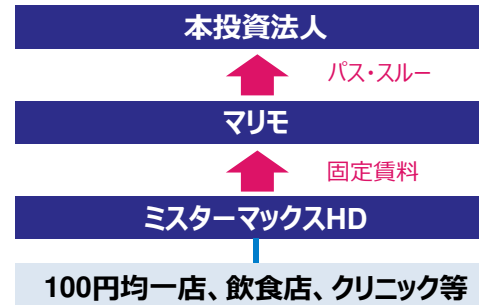 本投資法人
パス・スルー
マリモ
固定賃料
ミスターマックスHD
100円均一店、飲食店、クリニック等